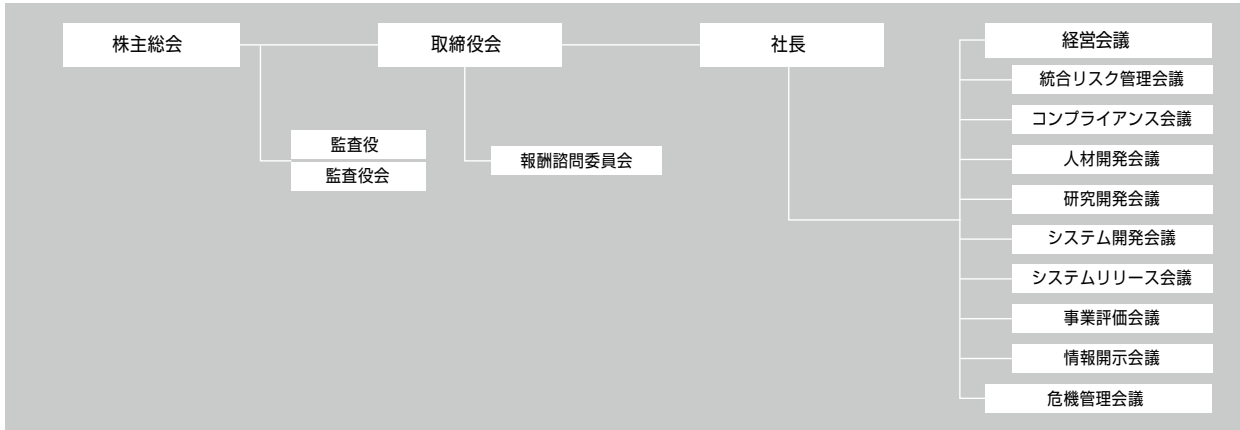 株主総会
取締役会
社長
監査役
監査役会
報酬諮問委員会
経営会議
統合リスク管理会議
コンプライアンス会議
人材開発会議
研究開発会議
システム開発会議
システムリリース会議
事業評価会議
情報開示会議
危機管理会議